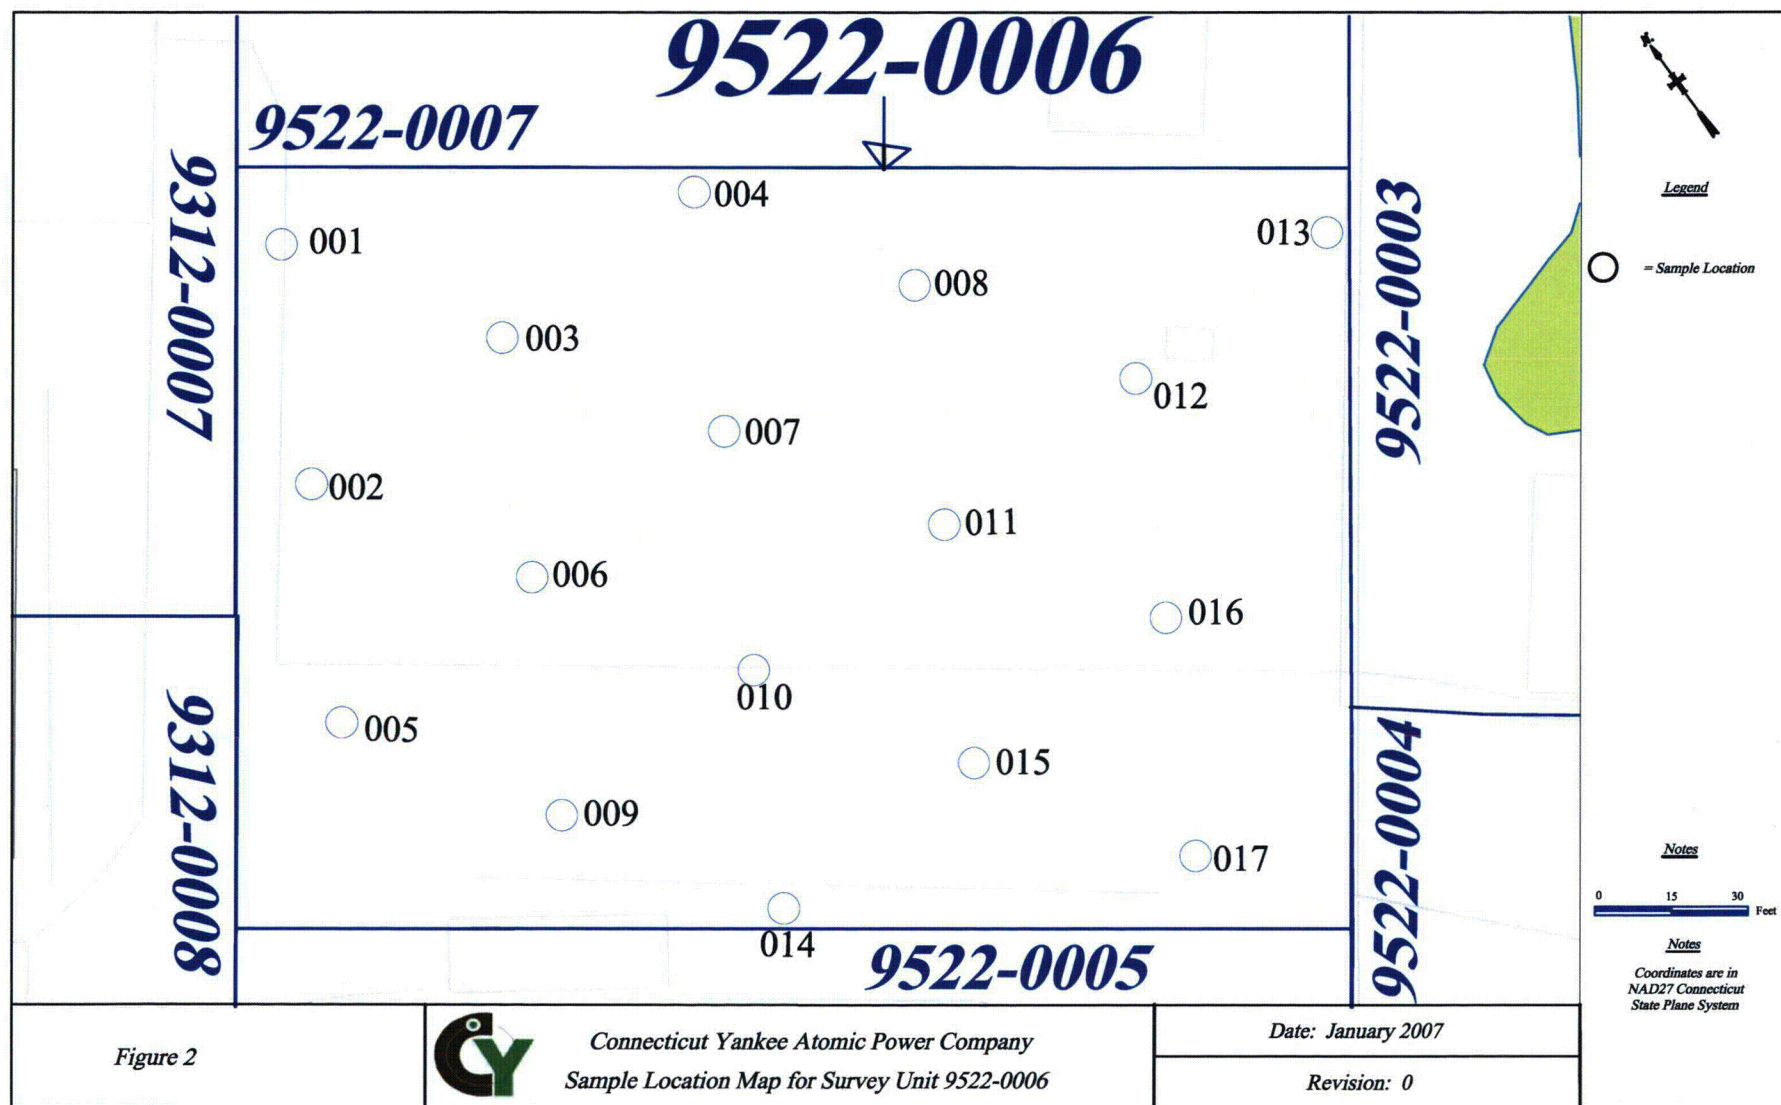 9522-0006
9522-0007
9312-0007
9312-0008
9522-0003
9522-0004
9522-0005
004
001
013
008
003
012
007
002
011
006
016
010
005
015
009
017
014
N
Legend
= Sample Location
Notes
0 15 30
Feet
Notes
Coordinates are in
NAD27 Connecticut
State Plane System
Figure 2
CY
Connecticut Yankee Atomic Power Company
Sample Location Map for Survey Unit 9522-0006
Date: January 2007
Revision: 0